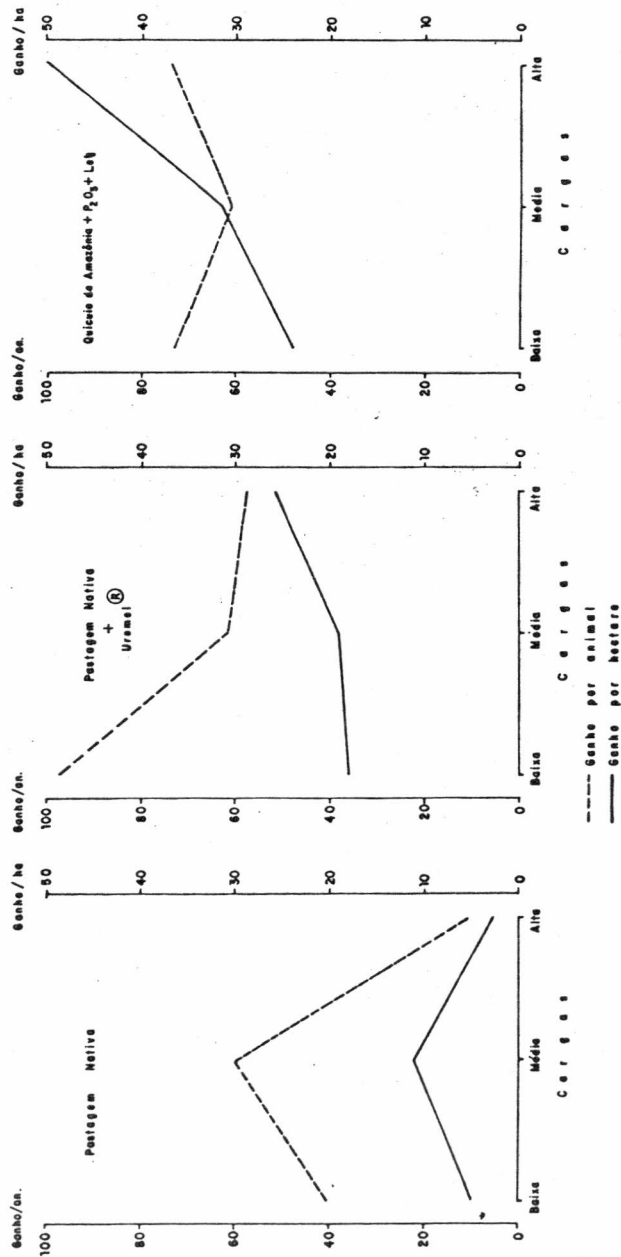 Ganho/an.
Ganho/ha
Pastagem Nativa
100
80
60
40
20
0
50
40
30
20
10
0
Baixa
Média
Alta
Cargas
Ganho/an.
Ganho/ha
Pastagem Nativa
+
Uremel ®
100
80
60
40
20
0
50
40
30
20
10
0
Baixa
Média
Alta
Cargas
Ganho por animal
Ganho por hectare
Ganho/an.
Ganho/ha
Quicuio da Amazônia + P2O5 + Leg
100
80
60
40
20
0
50
40
30
20
10
0
Baixa
Média
Alta
Cargas